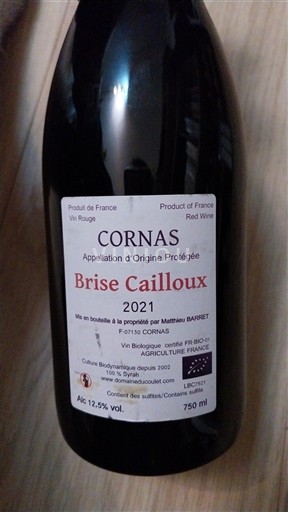 Produit de France
Product of France
Vin Rouge
Red Wine
CORNAS
Appellation d'Origine Protégée
Brise Cailloux
2021
Mis en bouteille à la propriété par Matthieu BARRET
F-07130 CORNAS
Vin Biologique certifié FR-BIO-01
AGRICULTURE FRANCE
Culture Biodynamique depuis 2002
100 % Syrah
www.domaineducoulet.com
LBC7821
Contient des sulfites/Contains sulfits
Alc 12,5% vol.
750 ml